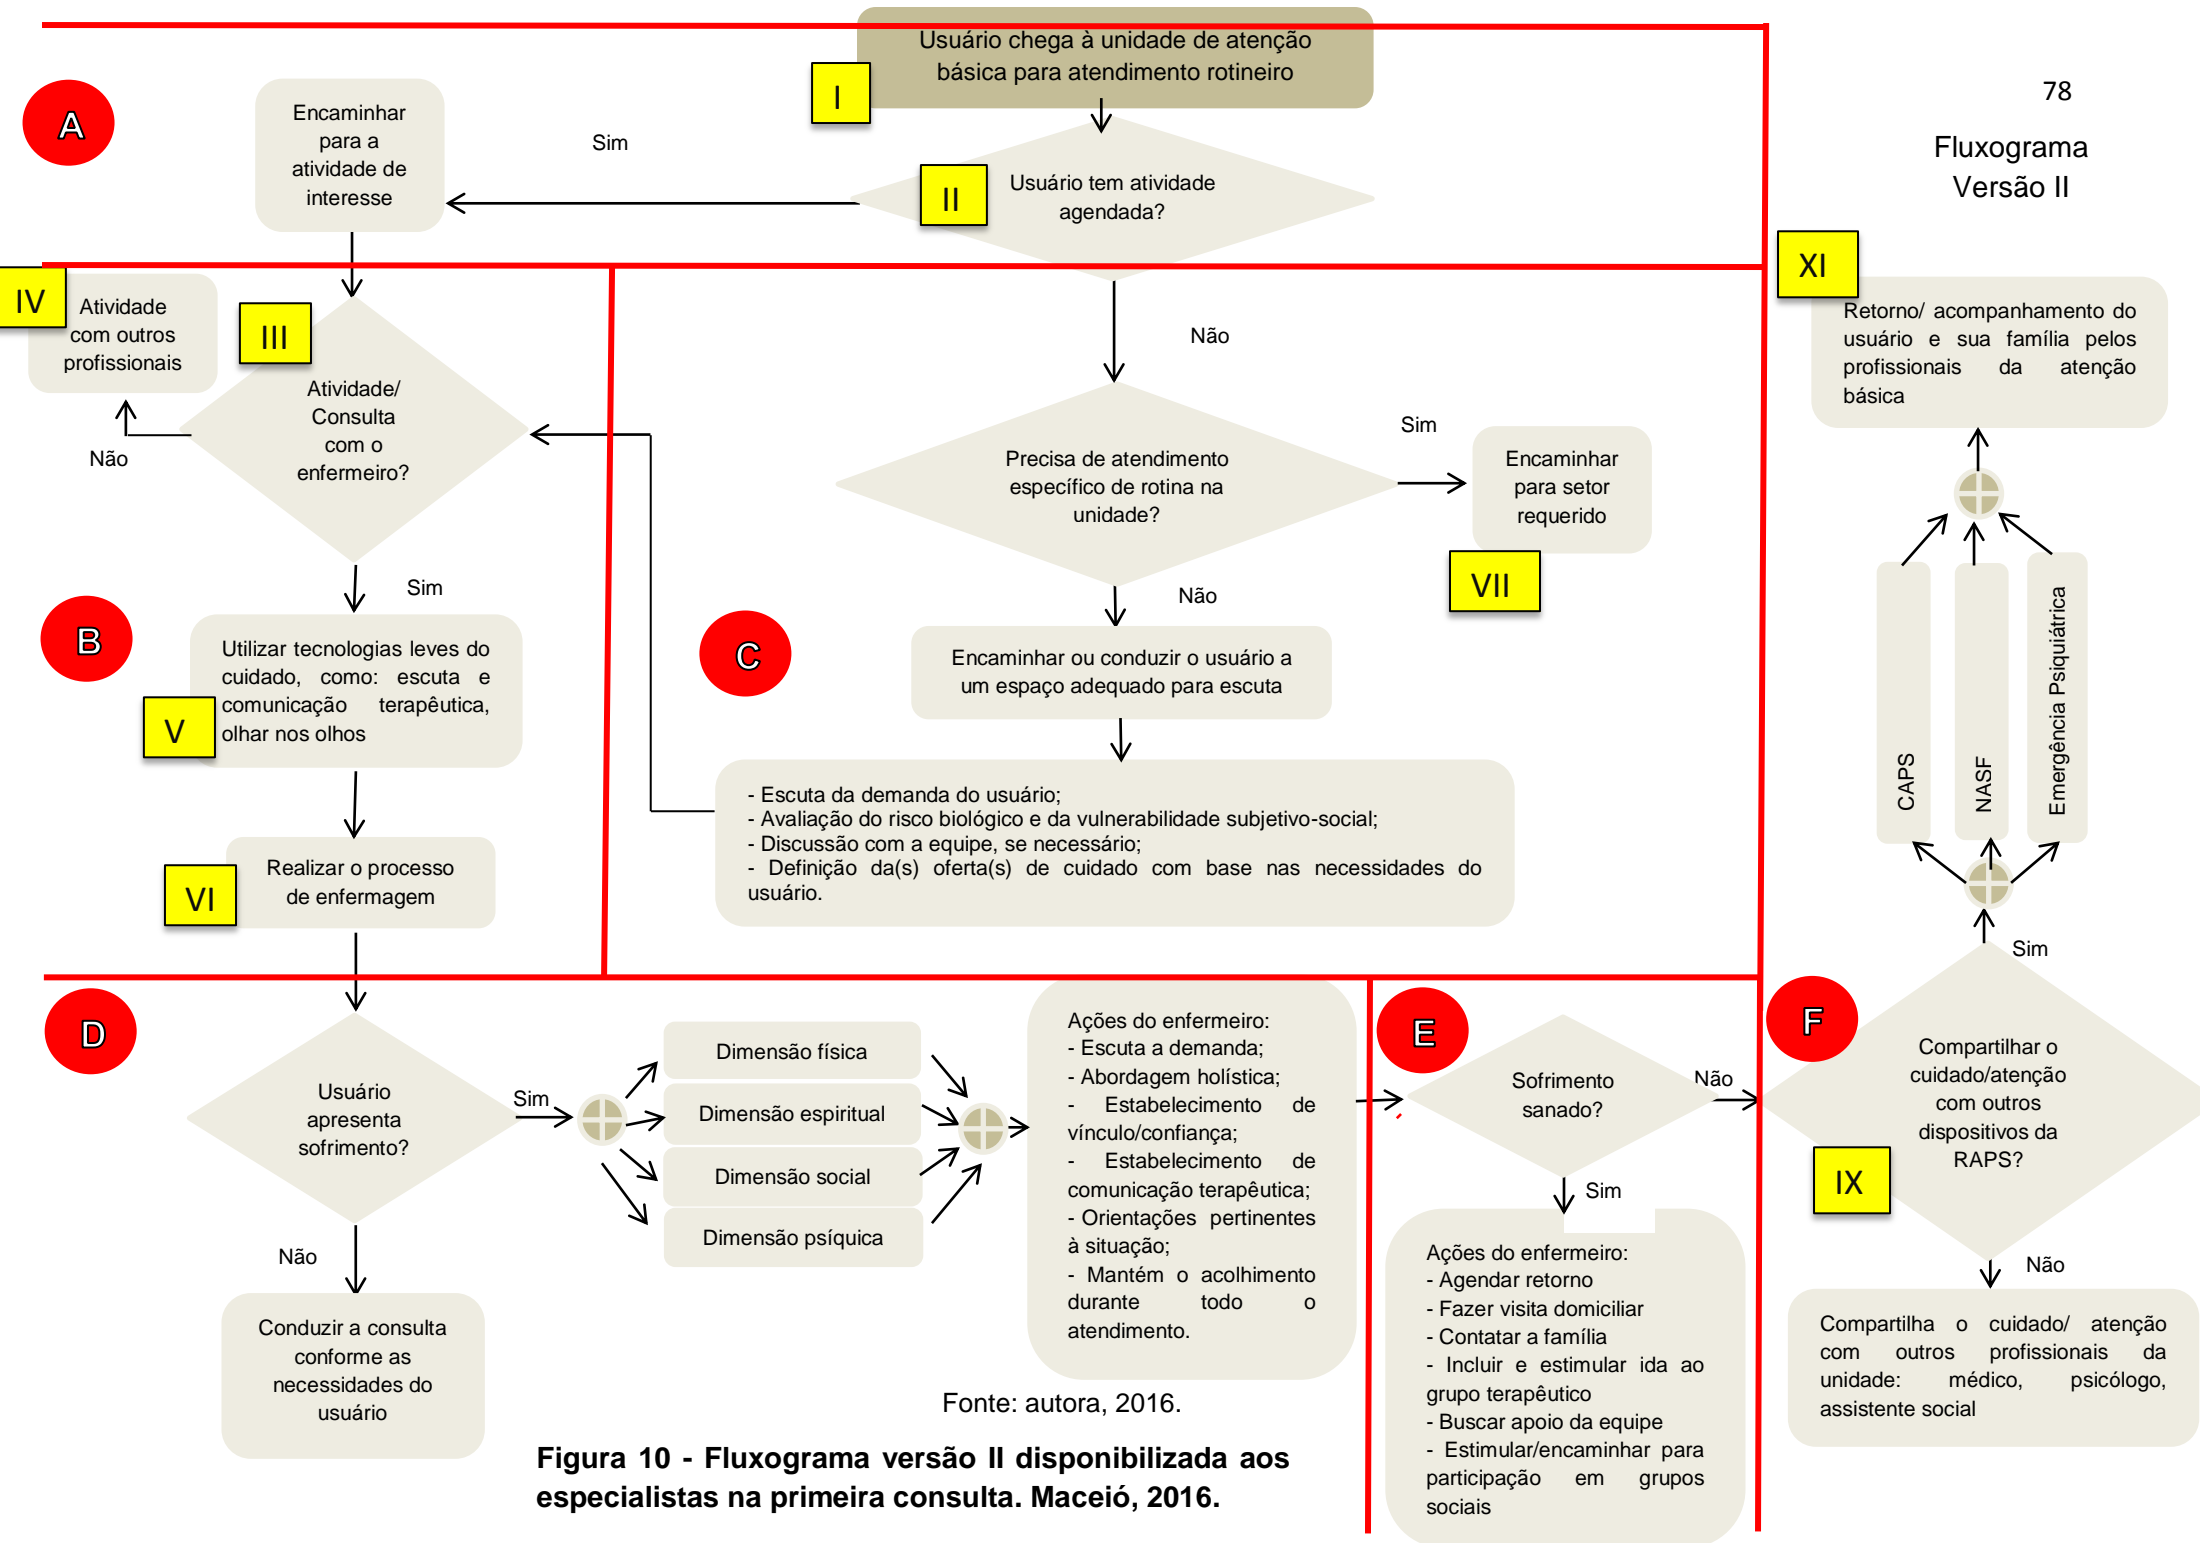 78
Fluxograma
Versão II
Usuário chega à unidade de atenção
básica para atendimento rotineiro
I
A
Encaminhar
para a
atividade de
interesse
Sim
II
Usuário tem atividade
agendada?
IV
Atividade
com outros
profissionais
III
Atividade/
Consulta
com o
enfermeiro?
Não
Sim
B
Utilizar tecnologias leves do
cuidado, como: escuta e
comunicação terapêutica,
olhar nos olhos
V
Realizar o processo
de enfermagem
VI
Não
Precisa de atendimento
específico de rotina na
unidade?
Sim
Encaminhar
para setor
requerido
VII
Não
C
Encaminhar ou conduzir o usuário a
um espaço adequado para escuta
- Escuta da demanda do usuário;
- Avaliação do risco biológico e da vulnerabilidade subjetivo-social;
- Discussão com a equipe, se necessário;
- Definição da(s) oferta(s) de cuidado com base nas necessidades do
usuário.
D
Usuário
apresenta
sofrimento?
Sim
Não
Conduzir a consulta
conforme as
necessidades do
usuário
Dimensão física
Dimensão espiritual
Dimensão social
Dimensão psíquica
Ações do enfermeiro:
- Escuta a demanda;
- Abordagem holística;
- Estabelecimento de
vínculo/confiança;
- Estabelecimento de
comunicação terapêutica;
- Orientações pertinentes
à situação;
- Mantém o acolhimento
durante todo o
atendimento.
E
Sofrimento
sanado?
Não
Sim
Ações do enfermeiro:
- Agendar retorno
- Fazer visita domiciliar
- Contatar a família
- Incluir e estimular ida ao
grupo terapêutico
- Buscar apoio da equipe
- Estimular/encaminhar para
participação em grupos
sociais
F
Compartilhar o
cuidado/atenção
com outros
dispositivos da
RAPS?
IX
Sim
Não
Compartilha o cuidado/ atenção
com outros profissionais da
unidade: médico, psicólogo,
assistente social
CAPS
NASF
Emergência Psiquiátrica
XI
Retorno/ acompanhamento do
usuário e sua família pelos
profissionais da atenção
básica
Fonte: autora, 2016.
Figura 10 - Fluxograma versão II disponibilizada aos
especialistas na primeira consulta. Maceió, 2016.